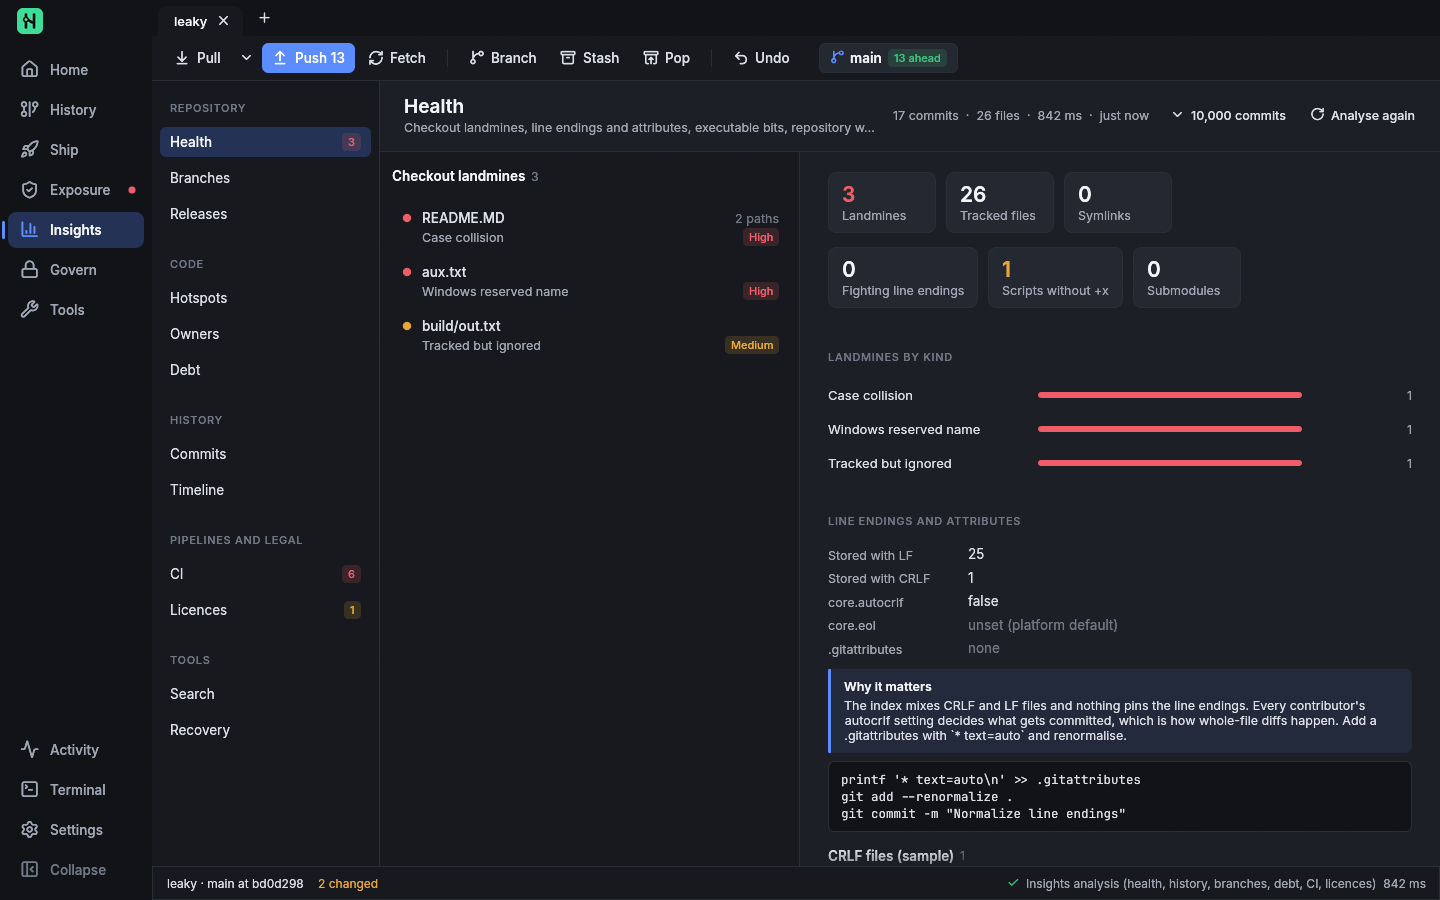 leaky
Home
History
Ship
Exposure
Insights
Govern
Tools
Activity
Terminal
Settings
Collapse
Pull
Push 13
Fetch
Branch
Stash
Pop
Undo
main 13 ahead
REPOSITORY
Health 3
Branches
Releases
CODE
Hotspots
Owners
Debt
HISTORY
Commits
Timeline
PIPELINES AND LEGAL
CI 6
Licences 1
TOOLS
Search
Recovery
Health
Checkout landmines, line endings and attributes, executable bits, repository w...
17 commits · 26 files · 842 ms · just now
10,000 commits
Analyse again
Checkout landmines 3
README.MD 2 paths
Case collision High
aux.txt
Windows reserved name High
build/out.txt
Tracked but ignored Medium
3
Landmines
26
Tracked files
0
Symlinks
0
Fighting line endings
1
Scripts without +x
0
Submodules
LANDMINES BY KIND
Case collision 1
Windows reserved name 1
Tracked but ignored 1
LINE ENDINGS AND ATTRIBUTES
Stored with LF 25
Stored with CRLF 1
core.autocrlf false
core.eol unset (platform default)
.gitattributes none
Why it matters
The index mixes CRLF and LF files and nothing pins the line endings. Every contributor's
autocrlf setting decides what gets committed, which is how whole-file diffs happen. Add a
.gitattributes with `* text=auto` and renormalise.
printf '* text=auto\n' >> .gitattributes
git add --renormalize .
git commit -m "Normalize line endings"
CRLF files (sample) 1
leaky · main at bd0d298 2 changed
Insights analysis (health, history, branches, debt, CI, licences) 842 ms